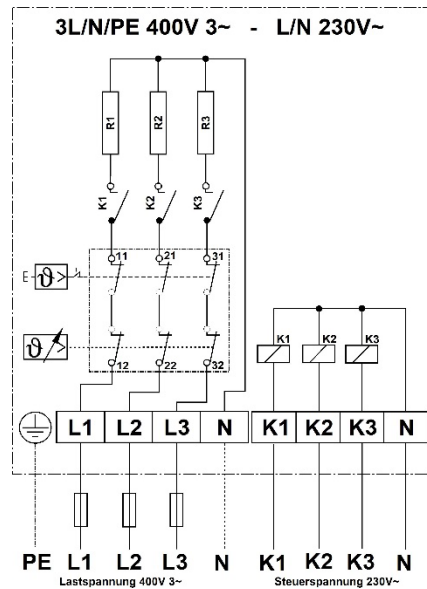 3L/N/PE 400V 3~ - L/N 230V~
R1 R2 R3
K1 K2 K3
11 21 31
E ϑ
ϑ
12 22 32
K1 K2 K3
L1 L2 L3 N K1 K2 K3 N
PE L1 L2 L3 N K1 K2 K3 N
Lastspannung 400V 3~ Steuerspannung 230V~